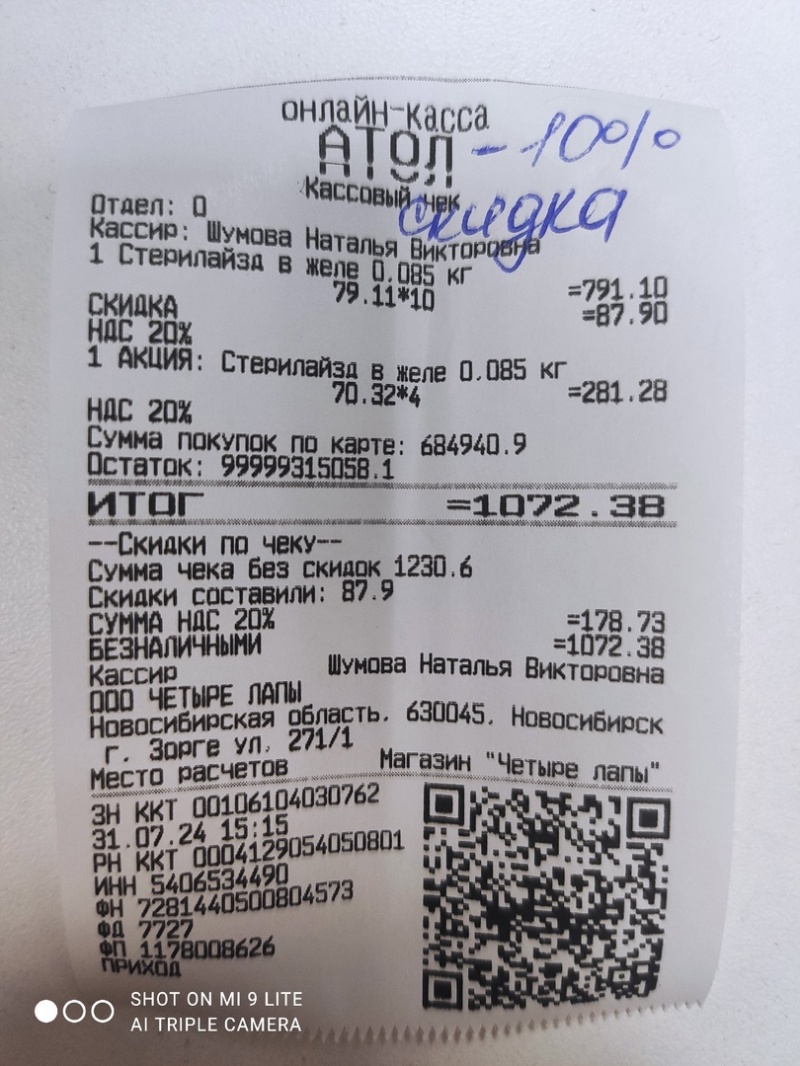 онлайн-касса
АТОЛ
- 10%
скидка
Кассовый чек
Отдел: 0
Кассир: Шумова Наталья Викторовна
1 Стерилайзд в желе 0.085 кг
79.11*10 =791.10
СКИДКА =87.90
НДС 20%
1 АКЦИЯ: Стерилайзд в желе 0.085 кг
70.32*4 =281.28
НДС 20%
Сумма покупок по карте: 684940.9
Остаток: 99999315058.1
ИТОГ =1072.38
--Скидки по чеку--
Сумма чека без скидок 1230.6
Скидки составили: 87.9
СУММА НДС 20% =178.73
БЕЗНАЛИЧНЫМИ =1072.38
Кассир Шумова Наталья Викторовна
ООО ЧЕТЫРЕ ЛАПЫ
Новосибирская область, 630045, Новосибирск
г. Зорге ул, 271/1
Место расчетов Магазин "Четыре лапы"
ЗН ККТ 00106104030762
31.07.24 15:15
РН ККТ 0004129054050801
ИНН 5406534490
ФН 7281440500804573
ФД 7727
ФП 1178008626
ПРИХОД
SHOT ON MI 9 LITE
AI TRIPLE CAMERA